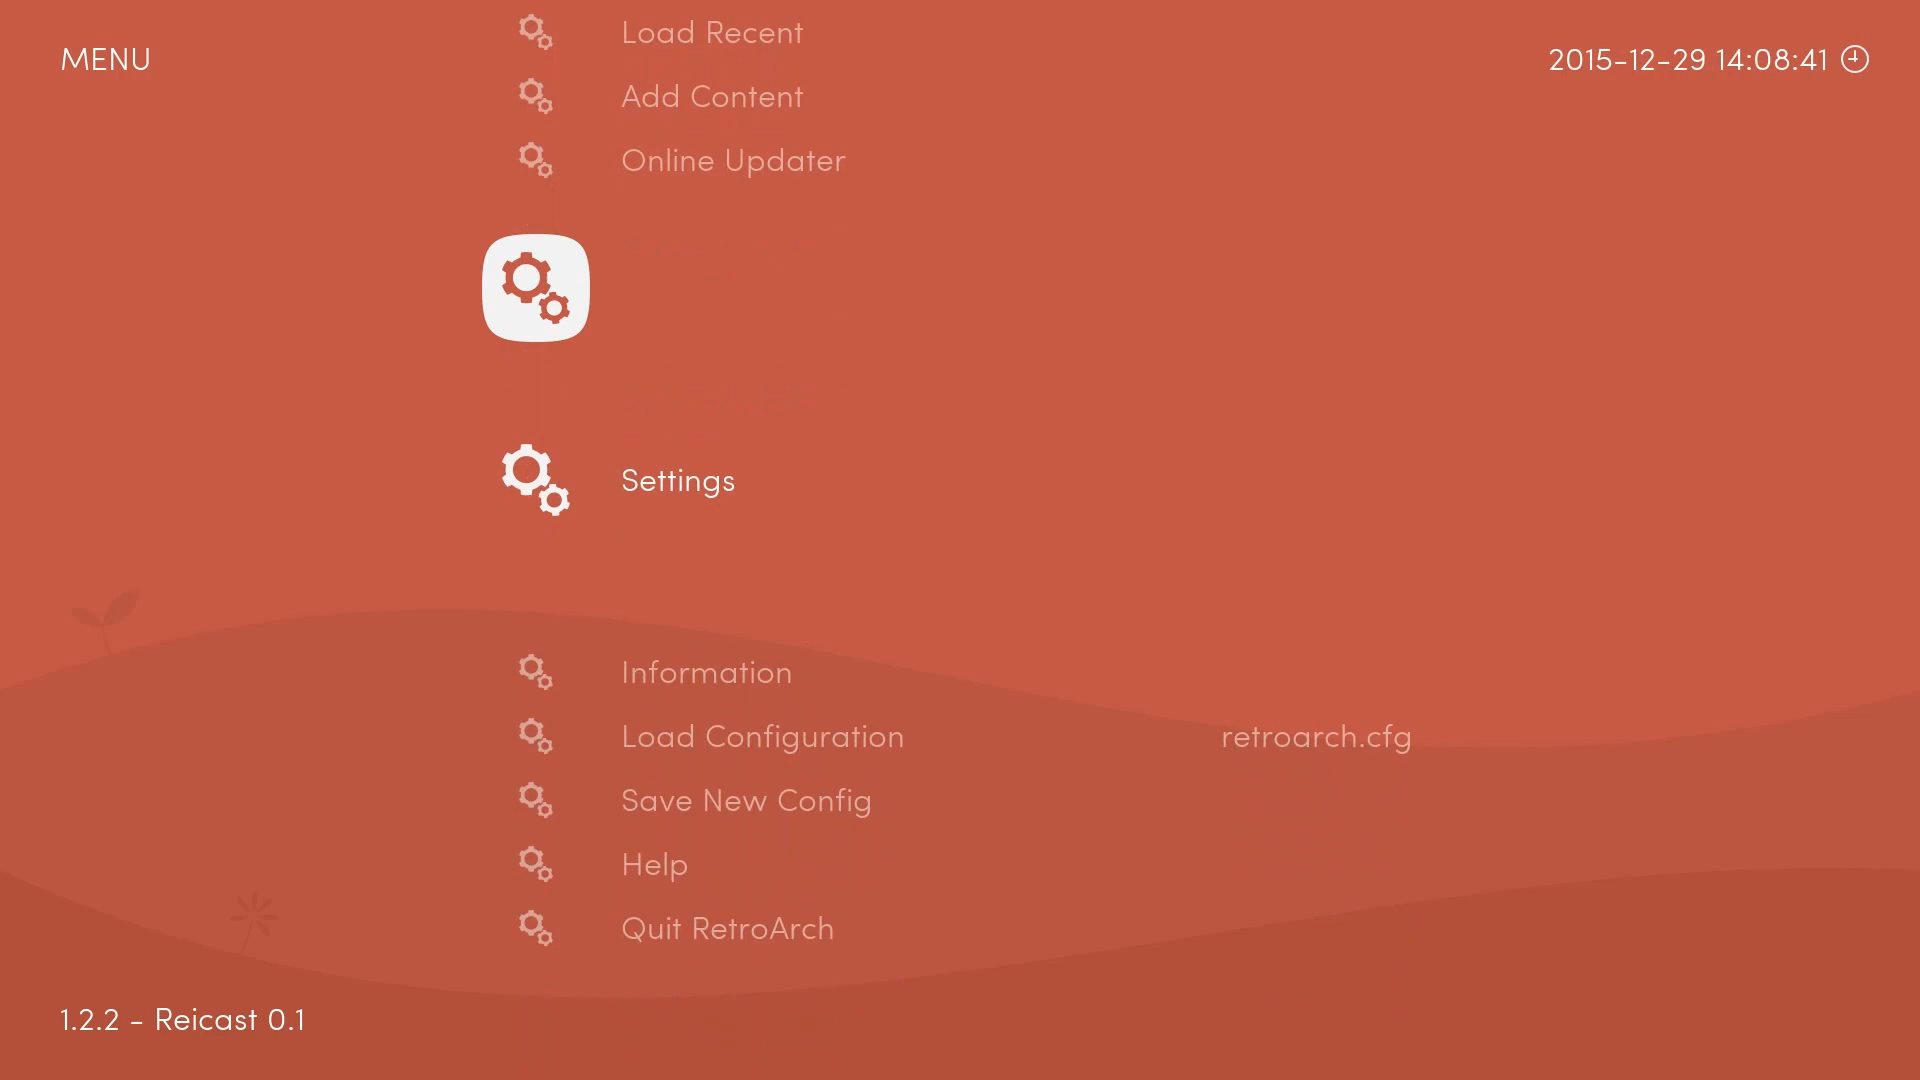 Load Recent
MENU
2015-12-29 14:08:41
Add Content
Online Updater
Settings
Information
Load Configuration retroarch.cfg
Save New Config
Help
Quit RetroArch
1.2.2 - Reicast 0.1